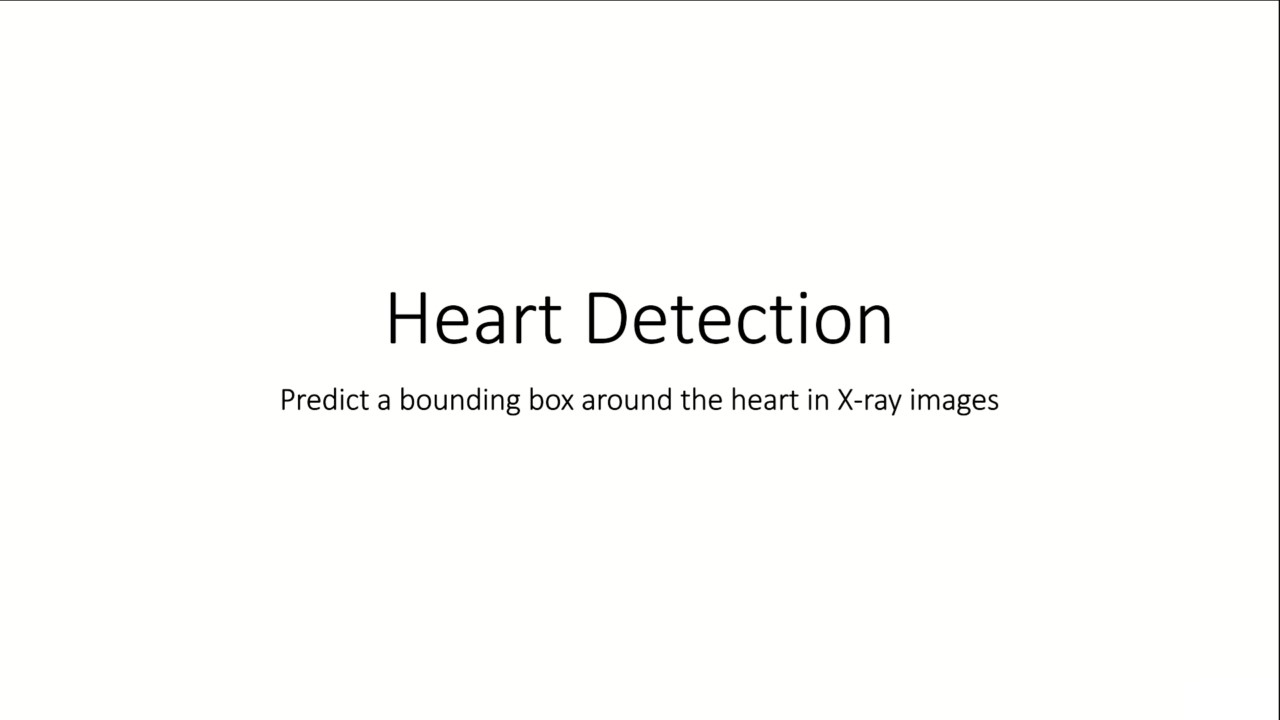 Heart Detection
Predict a bounding box around the heart in X-ray images